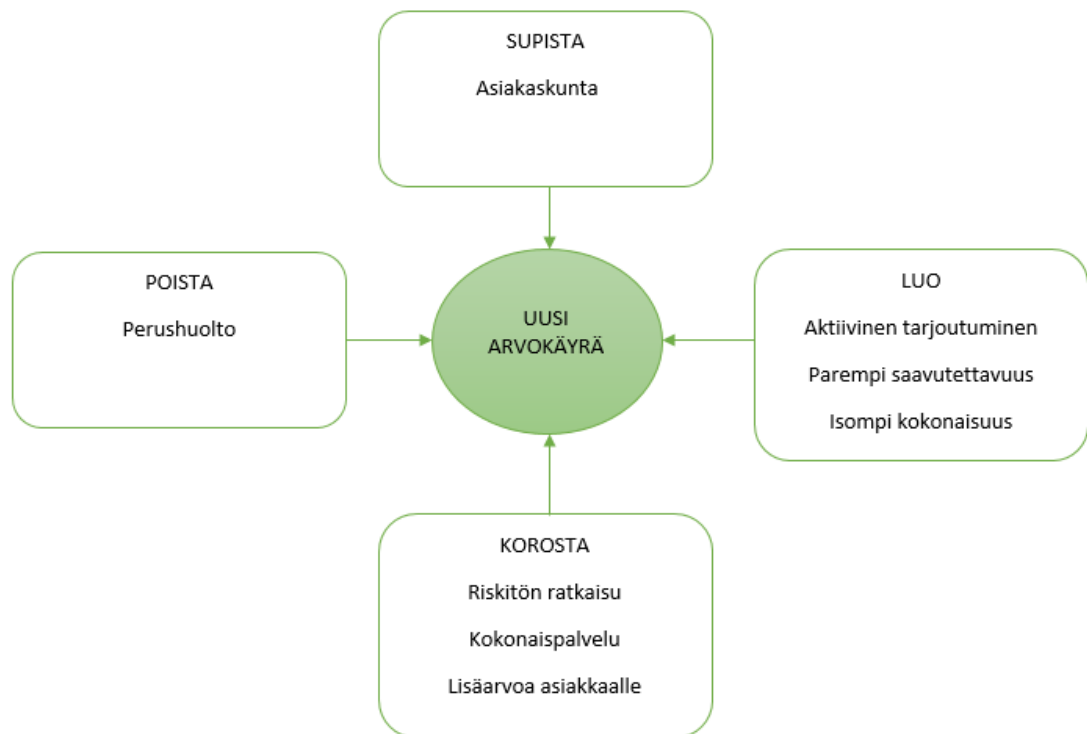 SUPISTA
Asiakaskunta
POISTA
Perushuolto
UUSI
ARVOKÄYRÄ
LUO
Aktiivinen tarjoutuminen
Parempi saavutettavuus
Isompi kokonaisuus
KOROSTA
Riskitön ratkaisu
Kokonaispalvelu
Lisäarvoa asiakkaalle